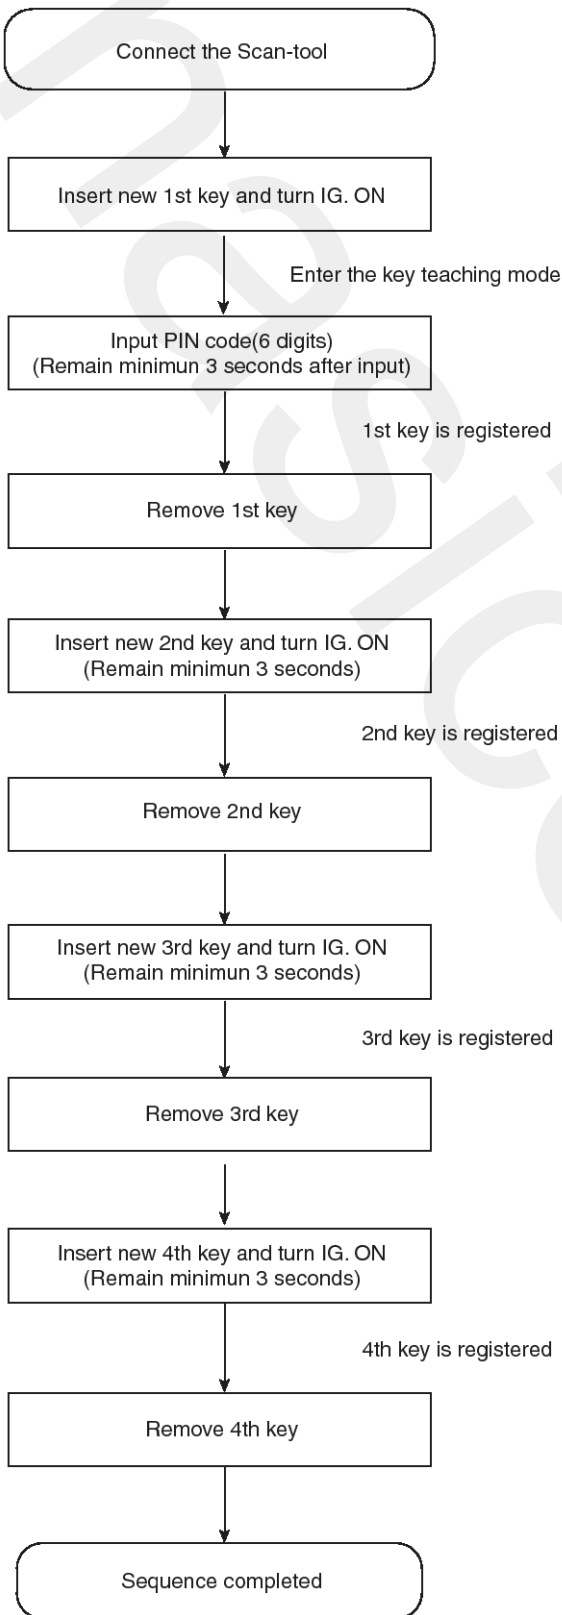 Connect the Scan-tool
Insert new 1st key and turn IG. ON
Enter the key teaching mode
Input PIN code(6 digits)
(Remain minimun 3 seconds after input)
1st key is registered
Remove 1st key
Insert new 2nd key and turn IG. ON
(Remain minimun 3 seconds)
2nd key is registered
Remove 2nd key
Insert new 3rd key and turn IG. ON
(Remain minimun 3 seconds)
3rd key is registered
Remove 3rd key
Insert new 4th key and turn IG. ON
(Remain minimun 3 seconds)
4th key is registered
Remove 4th key
Sequence completed